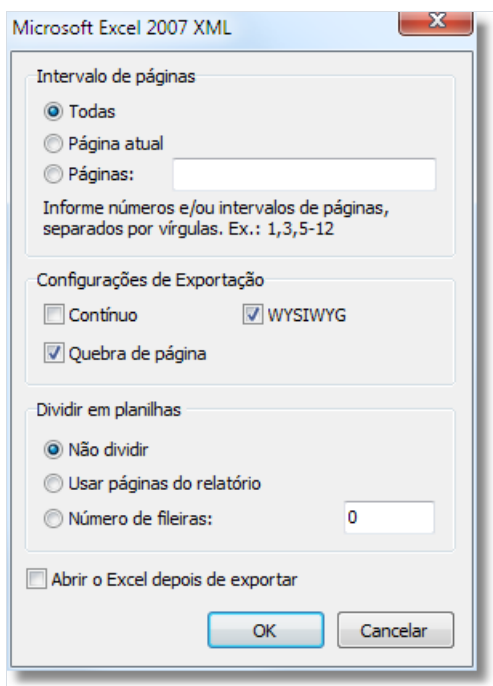 Microsoft Excel 2007 XML
Intervalo de páginas
Todas
Página atual
Páginas:
Informe números e/ou intervalos de páginas,
separados por vírgulas. Ex.: 1,3,5-12
Configurações de Exportação
Contínuo WYSIWYG
Quebra de página
Dividir em planilhas
Não dividir
Usar páginas do relatório
Número de fileiras: 0
Abrir o Excel depois de exportar
OK Cancelar